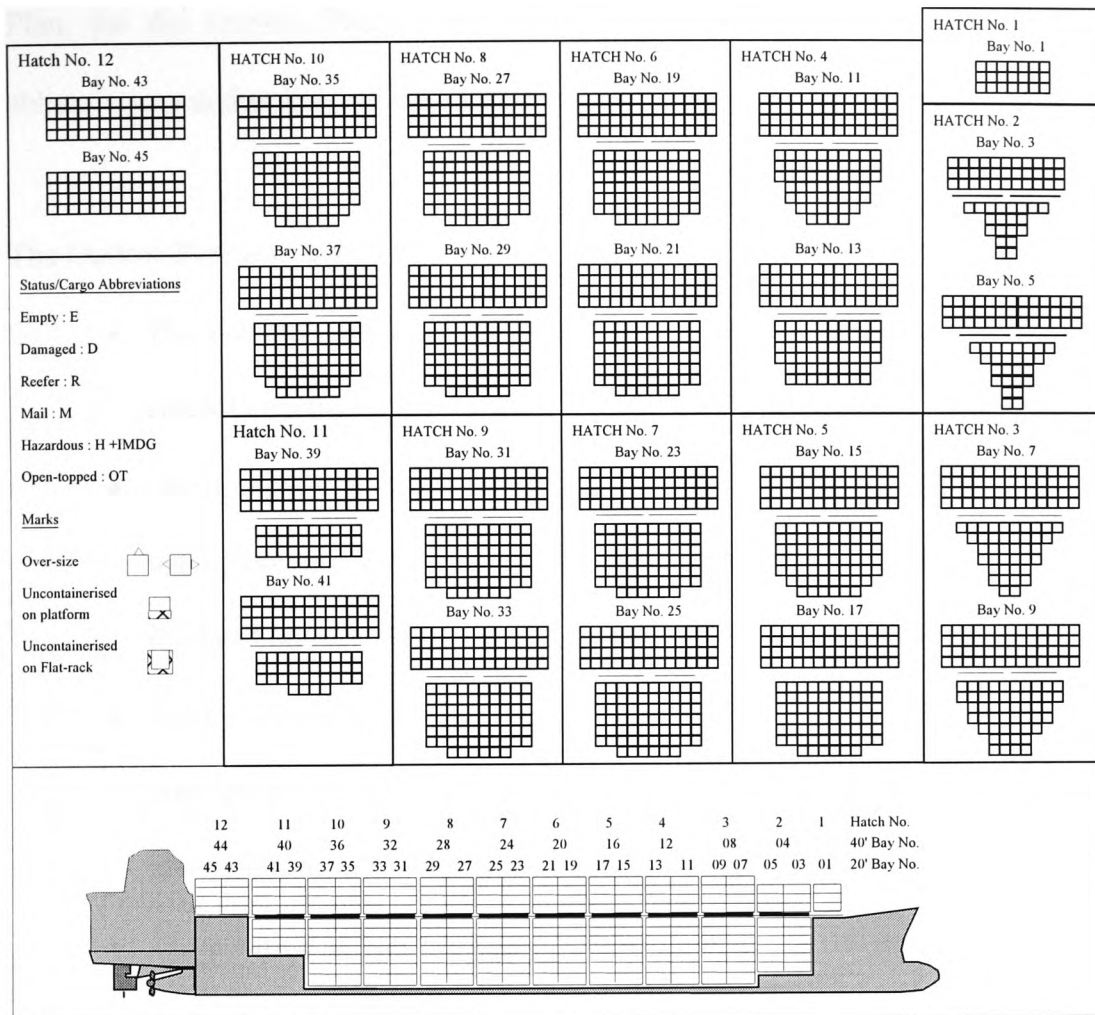 Hatch No. 12
Bay No. 43
Bay No. 45
Status/Cargo Abbreviations
Empty : E
Damaged : D
Reefer : R
Mail : M
Hazardous : H +IMDG
Open-topped : OT
Marks
Over-size
Uncontainerised
on platform
Uncontainerised
on Flat-rack
HATCH No. 10
Bay No. 35
Bay No. 37
Hatch No. 11
Bay No. 39
Bay No. 41
HATCH No. 8
Bay No. 27
Bay No. 29
HATCH No. 9
Bay No. 31
Bay No. 33
HATCH No. 6
Bay No. 19
Bay No. 21
HATCH No. 7
Bay No. 23
Bay No. 25
HATCH No. 4
Bay No. 11
Bay No. 13
HATCH No. 5
Bay No. 15
Bay No. 17
HATCH No. 1
Bay No. 1
HATCH No. 2
Bay No. 3
Bay No. 5
HATCH No. 3
Bay No. 7
Bay No. 9
12 11 10 9 8 7 6 5 4 3 2 1 Hatch No.
44 40 36 32 28 24 20 16 12 08 04 40' Bay No.
45 43 41 39 37 35 33 31 29 27 25 23 21 19 17 15 13 11 09 07 05 03 01 20' Bay No.